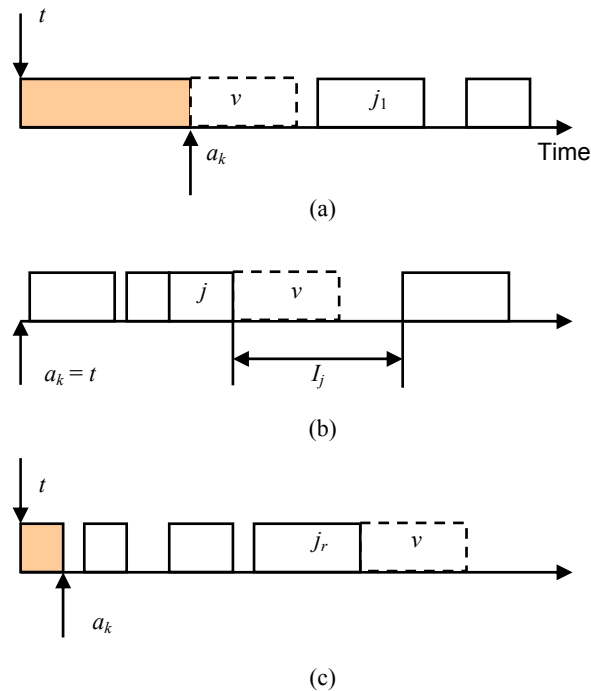 t
v
j₁
Time
aₖ
(a)
j
v
aₖ = t
Iⱼ
(b)
t
jᵣ
v
aₖ
(c)